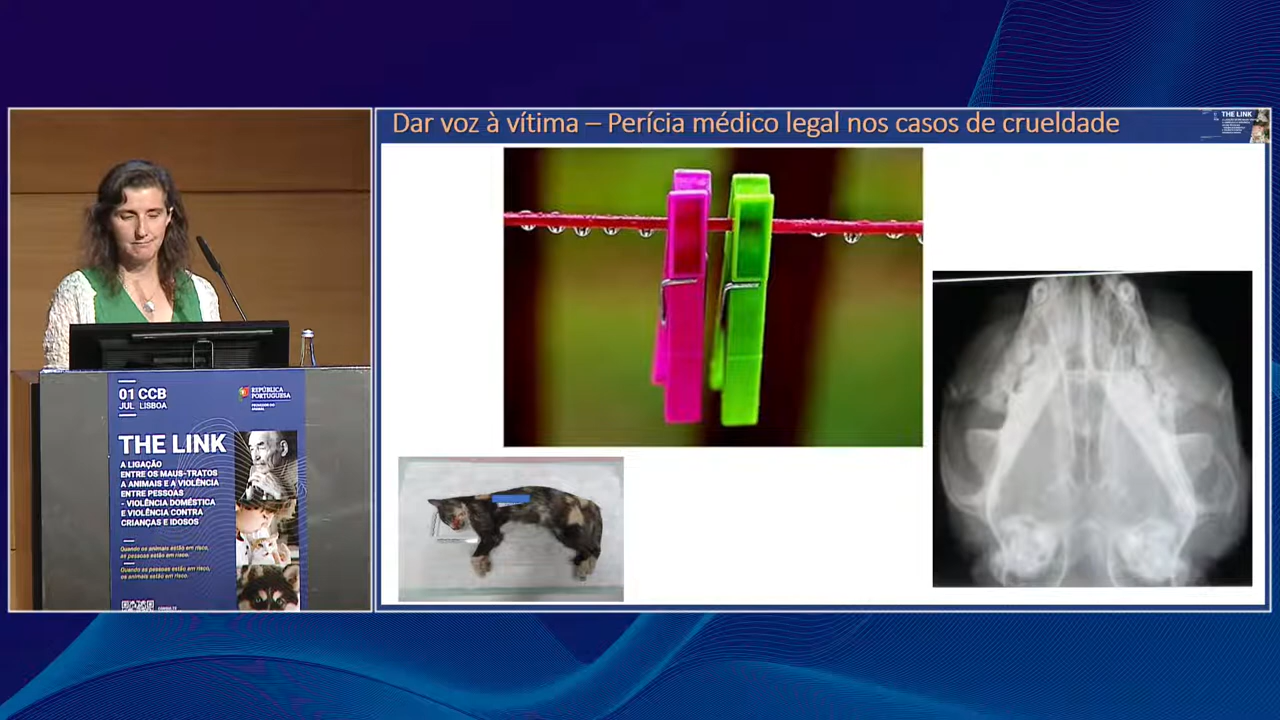 Dar voz à vítima – Perícia médico legal nos casos de crueldade
THE LINK
01 CCB
JUL. LISBOA
REPÚBLICA
PORTUGUESA
THE LINK
A LIGAÇÃO
ENTRE OS MAUS-TRATOS
A ANIMAIS E A VIOLÊNCIA
ENTRE PESSOAS
- VIOLÊNCIA DOMÉSTICA
E VIOLÊNCIA CONTRA
CRIANÇAS E IDOSOS
Quando os animais estão em risco,
as pessoas estão em risco.
Quando as pessoas estão em risco,
os animais estão em risco.